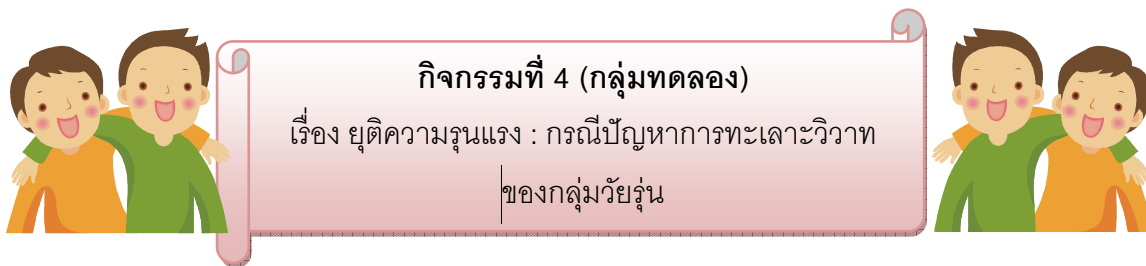 กิจกรรมที่ 4 (กลุ่มทดลอง)
เรื่อง ยุติความรุนแรง : กรณีปัญหาการทะเลาะวิวาท
ของกลุ่มวัยรุ่น